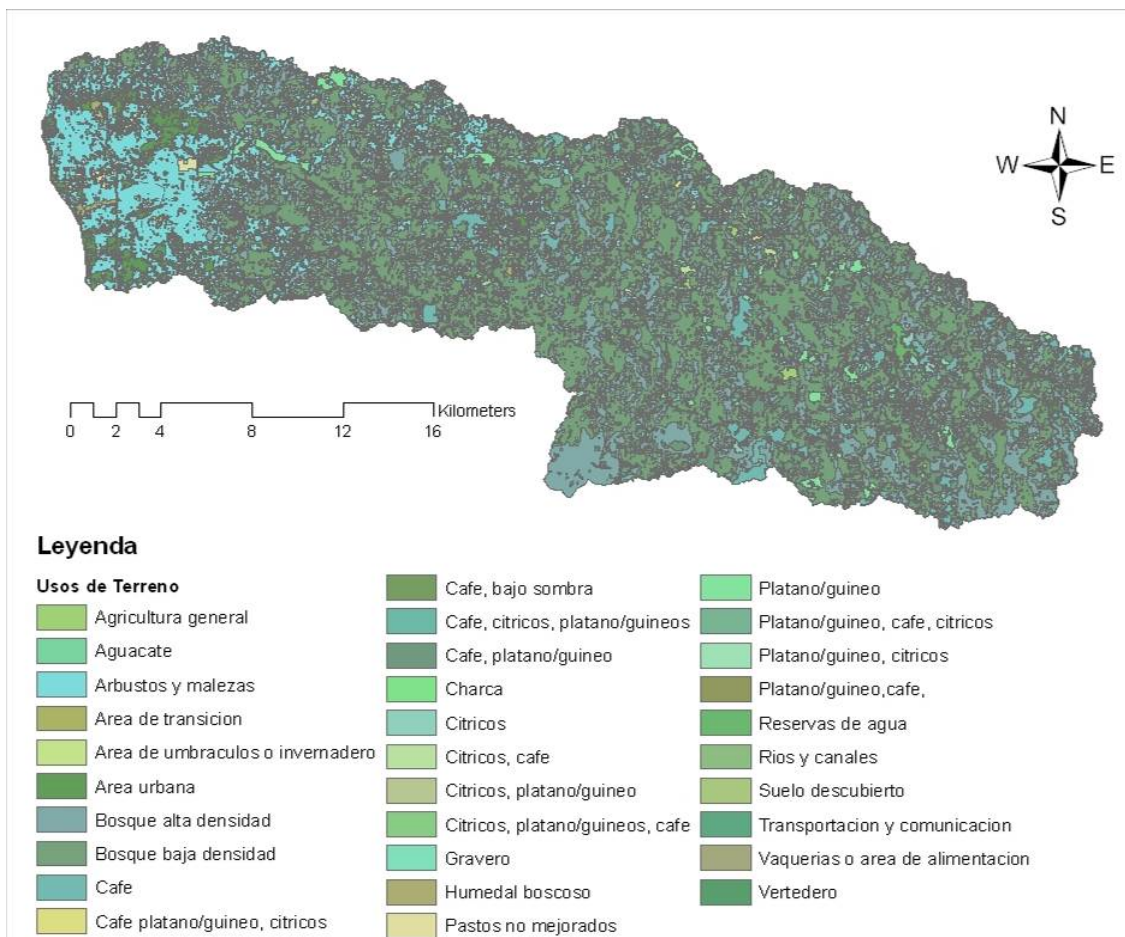 N
W E
S
Kilometers
0 2 4 8 12 16
Leyenda
Usos de Terreno
Agricultura general
Aguacate
Arbustos y malezas
Area de transicion
Area de umbraculos o invernadero
Area urbana
Bosque alta densidad
Bosque baja densidad
Cafe
Cafe platano/guineo, citricos
Cafe, bajo sombra
Cafe, citricos, platano/guineos
Cafe, platano/guineo
Charca
Citricos
Citricos, cafe
Citricos, platano/guineo
Citricos, platano/guineos, cafe
Gravero
Humedal boscoso
Pastos no mejorados
Platano/guineo
Platano/guineo, cafe, citricos
Platano/guineo, citricos
Platano/guineo,cafe,
Reservas de agua
Rios y canales
Suelo descubierto
Transportacion y comunicacion
Vaquerias o area de alimentacion
Vertedero